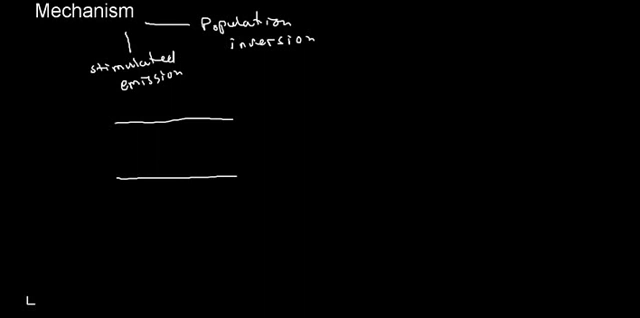 Mechanism
Population
inversion
stimulated
emission